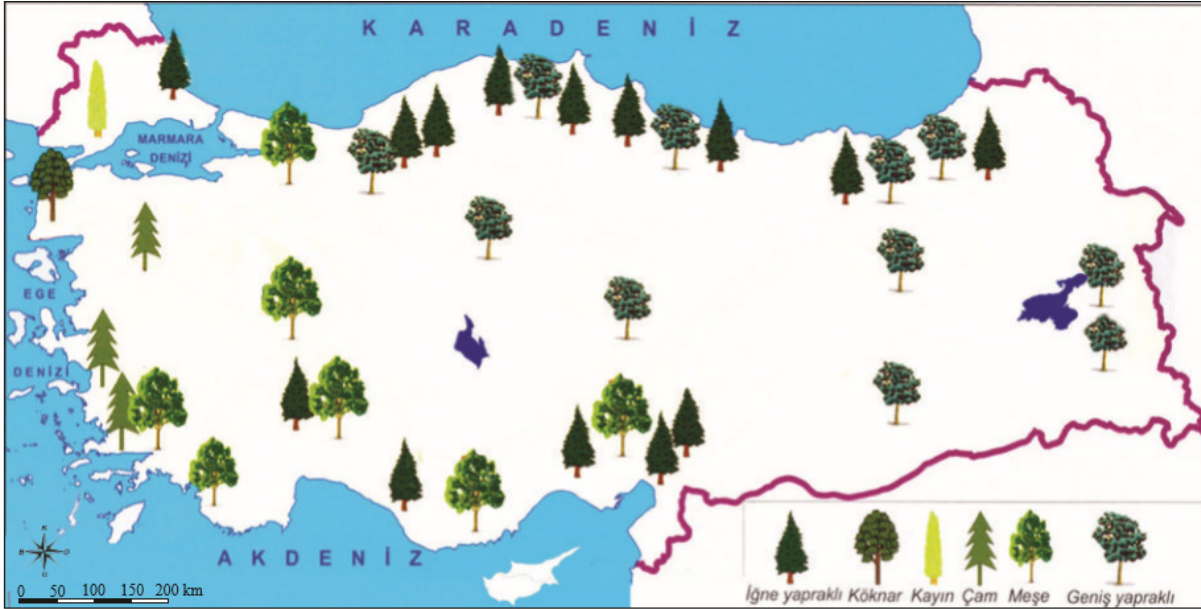 K A R A D E N İ Z
MARMARA
DENİZİ
EGE
DENİZİ
A K D E N İ Z
K
B
D
G
0 50 100 150 200 km
İğne yapraklı Köknar Kayın Çam Meşe Geniş yapraklı